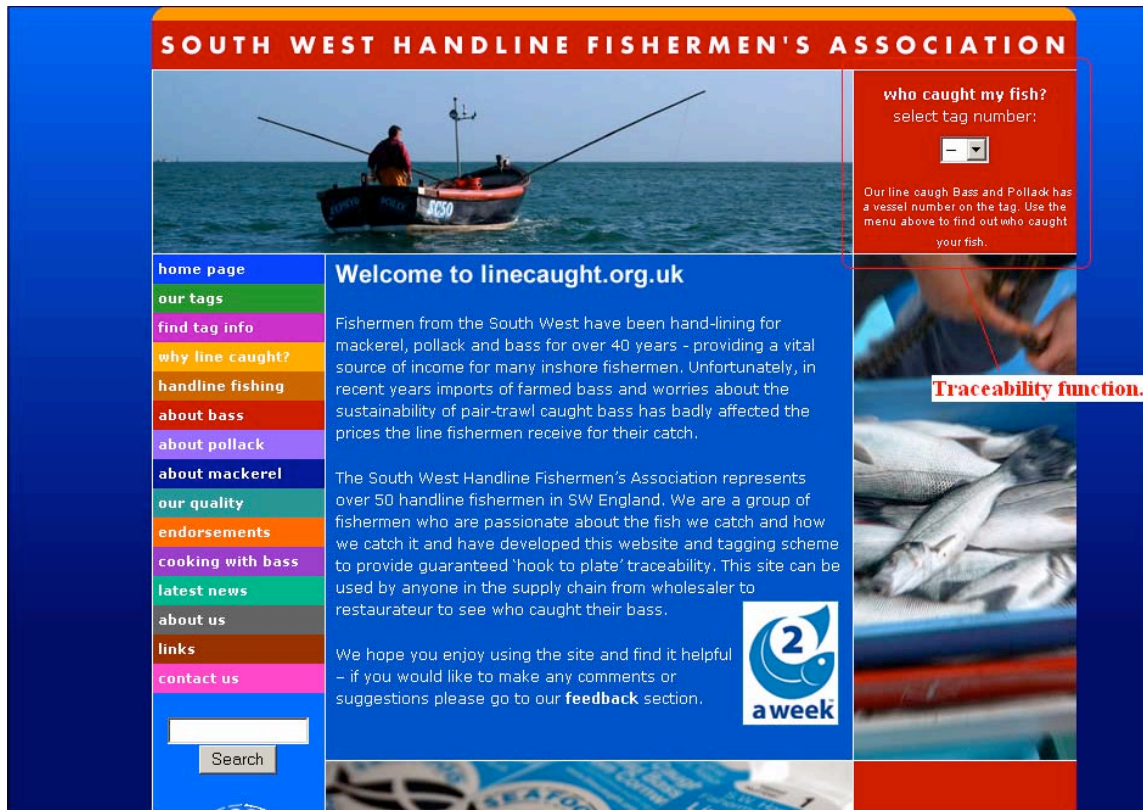 SOUTH WEST HANDLINE FISHERMEN'S ASSOCIATION
who caught my fish?
select tag number:
–
Our line caugh Bass and Pollack has
a vessel number on the tag. Use the
menu above to find out who caught
your fish.
SC50
home page
our tags
find tag info
why line caught?
handline fishing
about bass
about pollack
about mackerel
our quality
endorsements
cooking with bass
latest news
about us
links
contact us
Search
Welcome to linecaught.org.uk
Fishermen from the South West have been hand-lining for
mackerel, pollack and bass for over 40 years - providing a vital
source of income for many inshore fishermen. Unfortunately, in
recent years imports of farmed bass and worries about the
sustainability of pair-trawl caught bass has badly affected the
prices the line fishermen receive for their catch.
The South West Handline Fishermen's Association represents
over 50 handline fishermen in SW England. We are a group of
fishermen who are passionate about the fish we catch and how
we catch it and have developed this website and tagging scheme
to provide guaranteed 'hook to plate' traceability. This site can be
used by anyone in the supply chain from wholesaler to
restaurateur to see who caught their bass.
We hope you enjoy using the site and find it helpful
– if you would like to make any comments or
suggestions please go to our feedback section.
2
a week
Traceability function.
SEAFOO
1